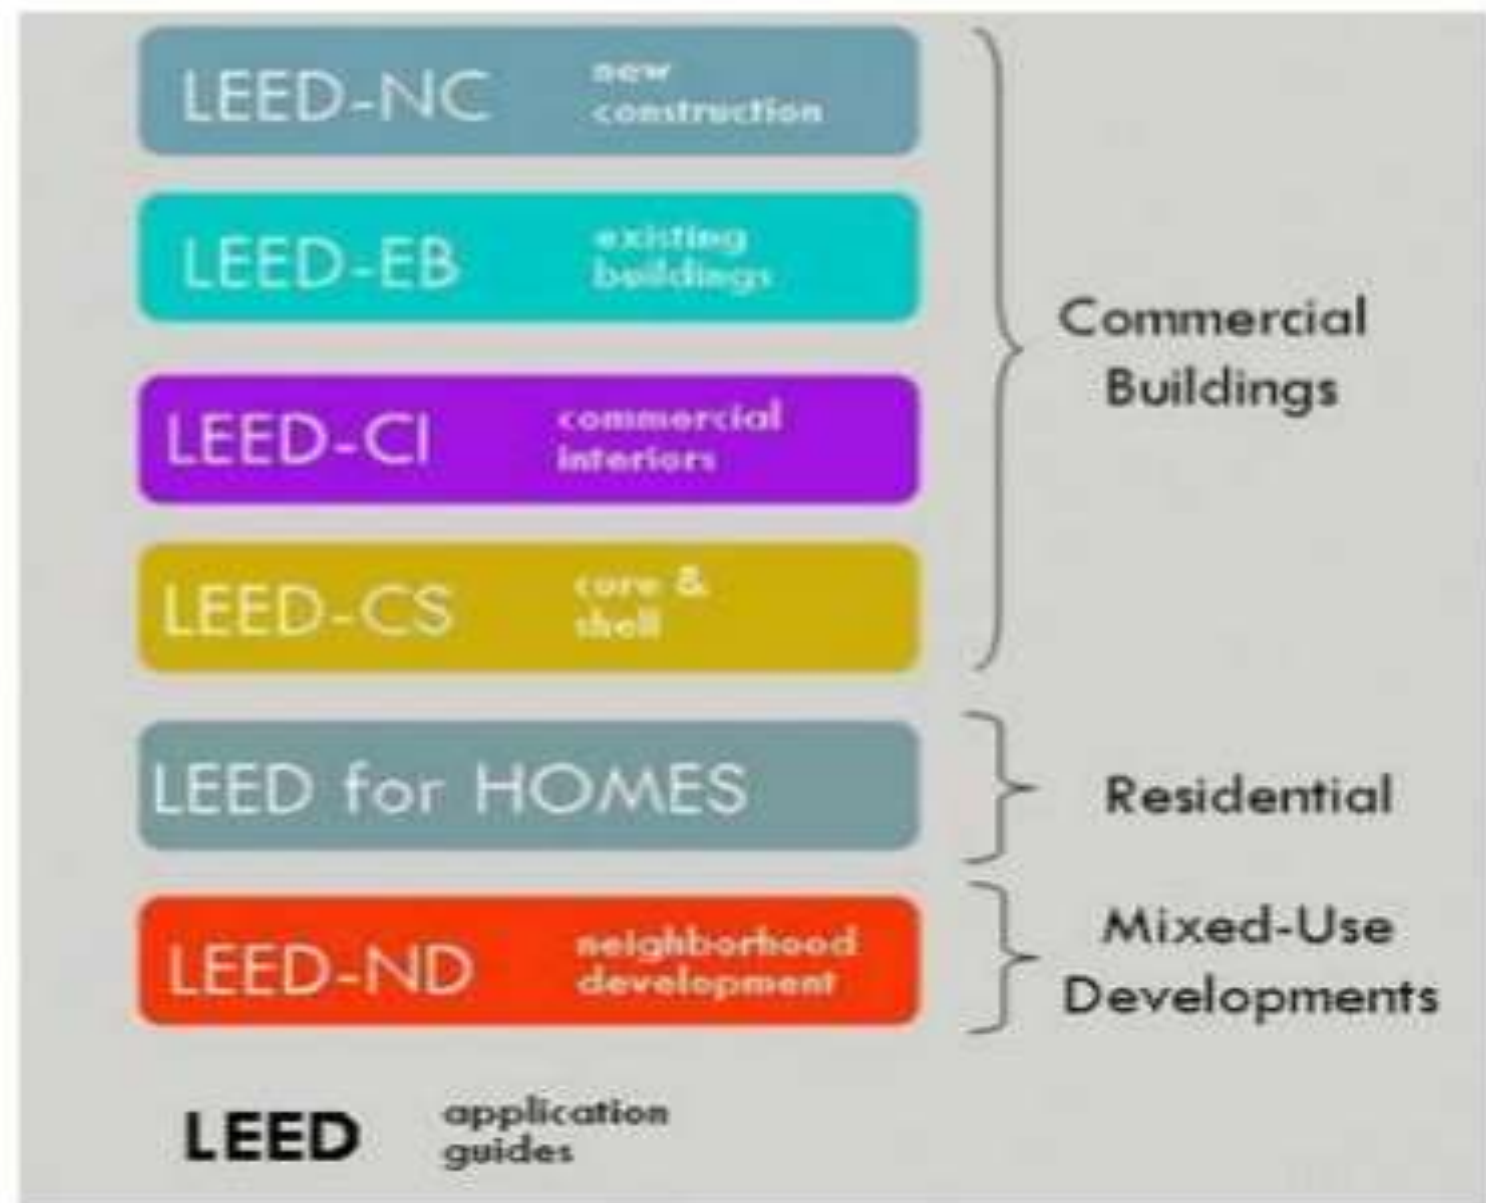 LEED-NC
new
construction
LEED-EB
existing
buildings
LEED-CI
commercial
interiors
LEED-CS
core &
shell
Commercial
Buildings
LEED for HOMES
Residential
LEED-ND
neighborhood
development
Mixed-Use
Developments
LEED
application
guides